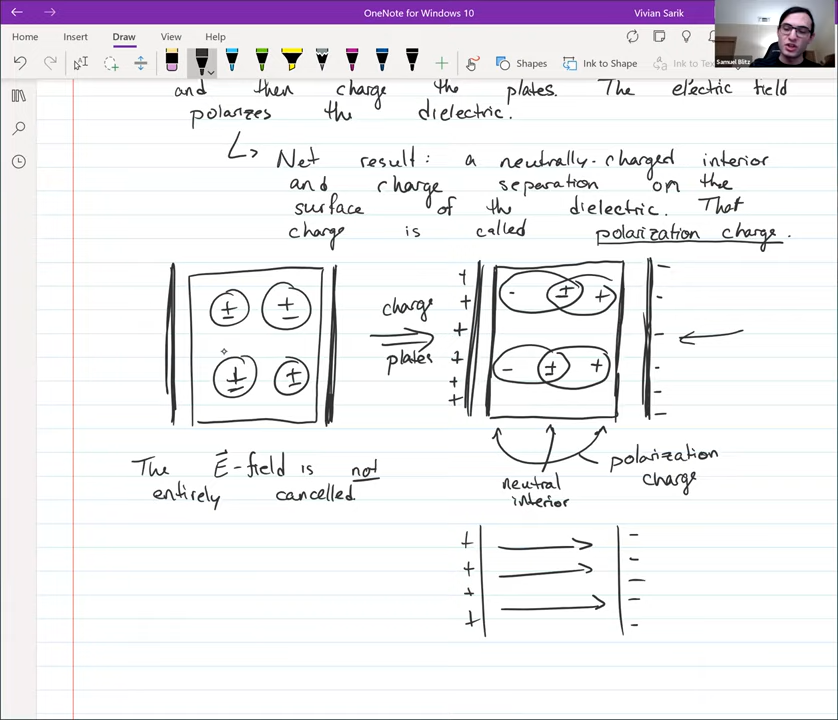 OneNote for Windows 10
Vivian Sarik
Home
Insert
Draw
View
Help
Shapes
Ink to Shape
Ink to Text
Samuel Blitz
and then charge the plates. The electric field
polarizes the dielectric.
Net result: a neutrally-charged interior
and charge separation on the
surface of the dielectric. That
charge is called polarization charge.
± ±
± ±
charge
plates
+ + + + + +
- ± +
- ± +
- - - - - -
The E-field is not
entirely cancelled
neutral
interior
polarization
charge
+ + + +
- - - - -